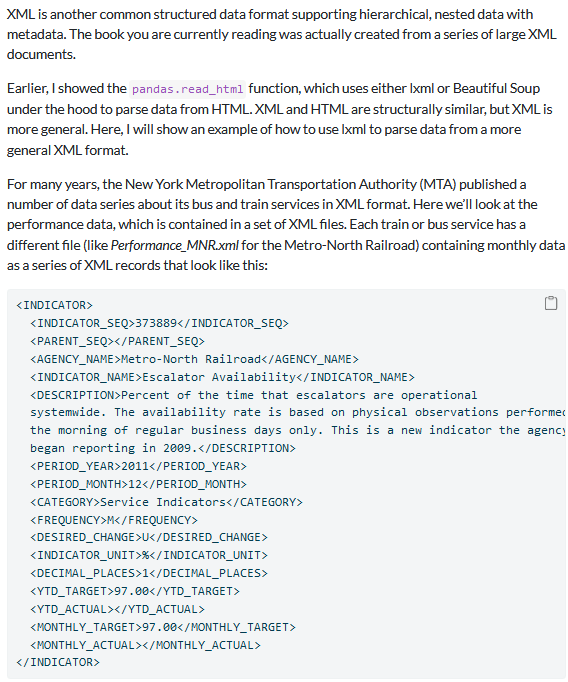 XML is another common structured data format supporting hierarchical, nested data with
metadata. The book you are currently reading was actually created from a series of large XML
documents.
Earlier, I showed the pandas.read_html function, which uses either lxml or Beautiful Soup
under the hood to parse data from HTML. XML and HTML are structurally similar, but XML is
more general. Here, I will show an example of how to use lxml to parse data from a more
general XML format.
For many years, the New York Metropolitan Transportation Authority (MTA) published a
number of data series about its bus and train services in XML format. Here we'll look at the
performance data, which is contained in a set of XML files. Each train or bus service has a
different file (like Performance_MNR.xml for the Metro-North Railroad) containing monthly data
as a series of XML records that look like this:
<INDICATOR>
  <INDICATOR_SEQ>373889</INDICATOR_SEQ>
  <PARENT_SEQ></PARENT_SEQ>
  <AGENCY_NAME>Metro-North Railroad</AGENCY_NAME>
  <INDICATOR_NAME>Escalator Availability</INDICATOR_NAME>
  <DESCRIPTION>Percent of the time that escalators are operational
  systemwide. The availability rate is based on physical observations performed
  the morning of regular business days only. This is a new indicator the agency
  began reporting in 2009.</DESCRIPTION>
  <PERIOD_YEAR>2011</PERIOD_YEAR>
  <PERIOD_MONTH>12</PERIOD_MONTH>
  <CATEGORY>Service Indicators</CATEGORY>
  <FREQUENCY>M</FREQUENCY>
  <DESIRED_CHANGE>U</DESIRED_CHANGE>
  <INDICATOR_UNIT>%</INDICATOR_UNIT>
  <DECIMAL_PLACES>1</DECIMAL_PLACES>
  <YTD_TARGET>97.00</YTD_TARGET>
  <YTD_ACTUAL></YTD_ACTUAL>
  <MONTHLY_TARGET>97.00</MONTHLY_TARGET>
  <MONTHLY_ACTUAL></MONTHLY_ACTUAL>
</INDICATOR>